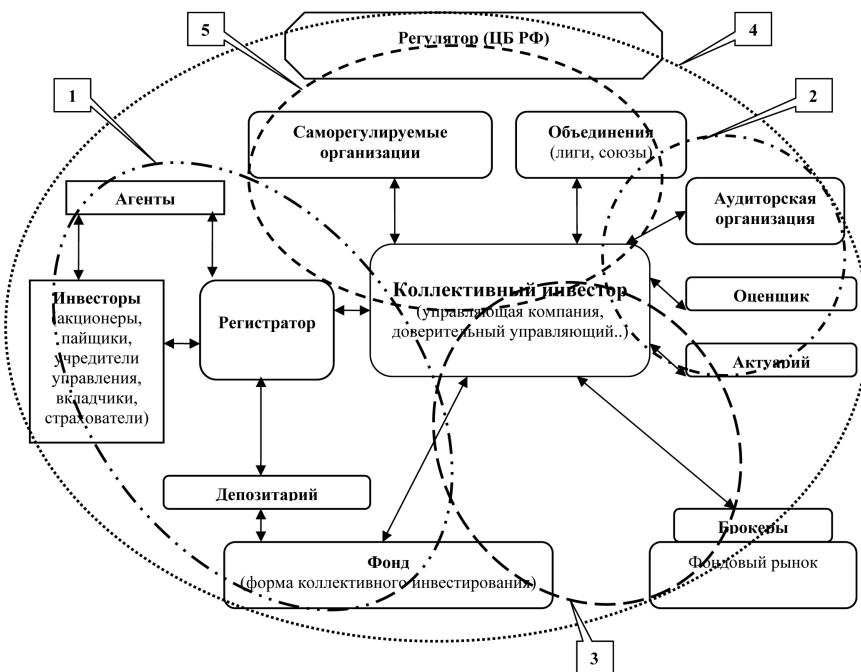 5
Регулятор (ЦБ РФ)
4
1
2
Саморегулируемые
организации
Объединения
(лиги, союзы)
Агенты
Аудиторская
организация
Инвесторы
(акционеры,
пайщики,
учредители
управления,
вкладчики,
страхователи)
Регистратор
Коллективный инвестор
(управляющая компания,
доверительный управляющий..)
Оценщик
Актуарий
Депозитарий
Фонд
(форма коллективного инвестирования)
Брокеры
Фондовый рынок
3